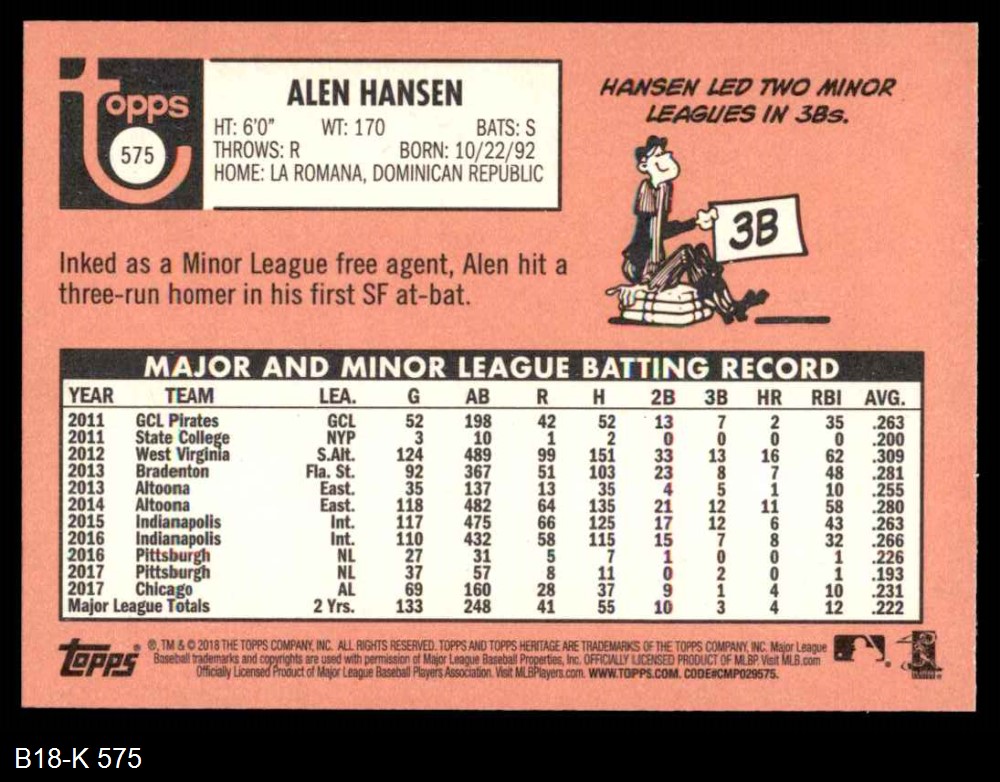 Topps
575
ALEN HANSEN
HT: 6'0" WT: 170 BATS: S
THROWS: R BORN: 10/22/92
HOME: LA ROMANA, DOMINICAN REPUBLIC
HANSEN LED TWO MINOR
LEAGUES IN 3Bs.
3B
Inked as a Minor League free agent, Alen hit a
three-run homer in his first SF at-bat.
MAJOR AND MINOR LEAGUE BATTING RECORD
YEAR TEAM LEA. G AB R H 2B 3B HR RBI AVG.
2011 GCL Pirates GCL 52 198 42 52 13 7 2 35 .263
2011 State College NYP 3 10 1 2 0 0 0 0 .200
2012 West Virginia S.Alt. 124 489 99 151 33 13 16 62 .309
2013 Bradenton Fla. St. 92 367 51 103 23 8 7 48 .281
2013 Altoona East. 35 137 13 35 4 5 1 10 .255
2014 Altoona East. 118 482 64 135 21 12 11 58 .280
2015 Indianapolis Int. 117 475 66 125 17 12 6 43 .263
2016 Indianapolis Int. 110 432 58 115 15 7 8 32 .266
2016 Pittsburgh NL 27 31 5 7 1 0 0 1 .226
2017 Pittsburgh NL 37 57 8 11 0 2 0 1 .193
2017 Chicago AL 69 160 28 37 9 1 4 10 .231
Major League Totals 2 Yrs. 133 248 41 55 10 3 4 12 .222
Topps
®, TM & © 2018 THE TOPPS COMPANY, INC. ALL RIGHTS RESERVED. TOPPS AND TOPPS HERITAGE ARE TRADEMARKS OF THE TOPPS COMPANY, INC. Major League
Baseball trademarks and copyrights are used with permission of Major League Baseball Properties, Inc. OFFICIALLY LICENSED PRODUCT OF MLBP. Visit MLB.com
Officially Licensed Product of Major League Baseball Players Association. Visit MLBPlayers.com. WWW.TOPPS.COM. CODE#CMP029575.
B18-K 575